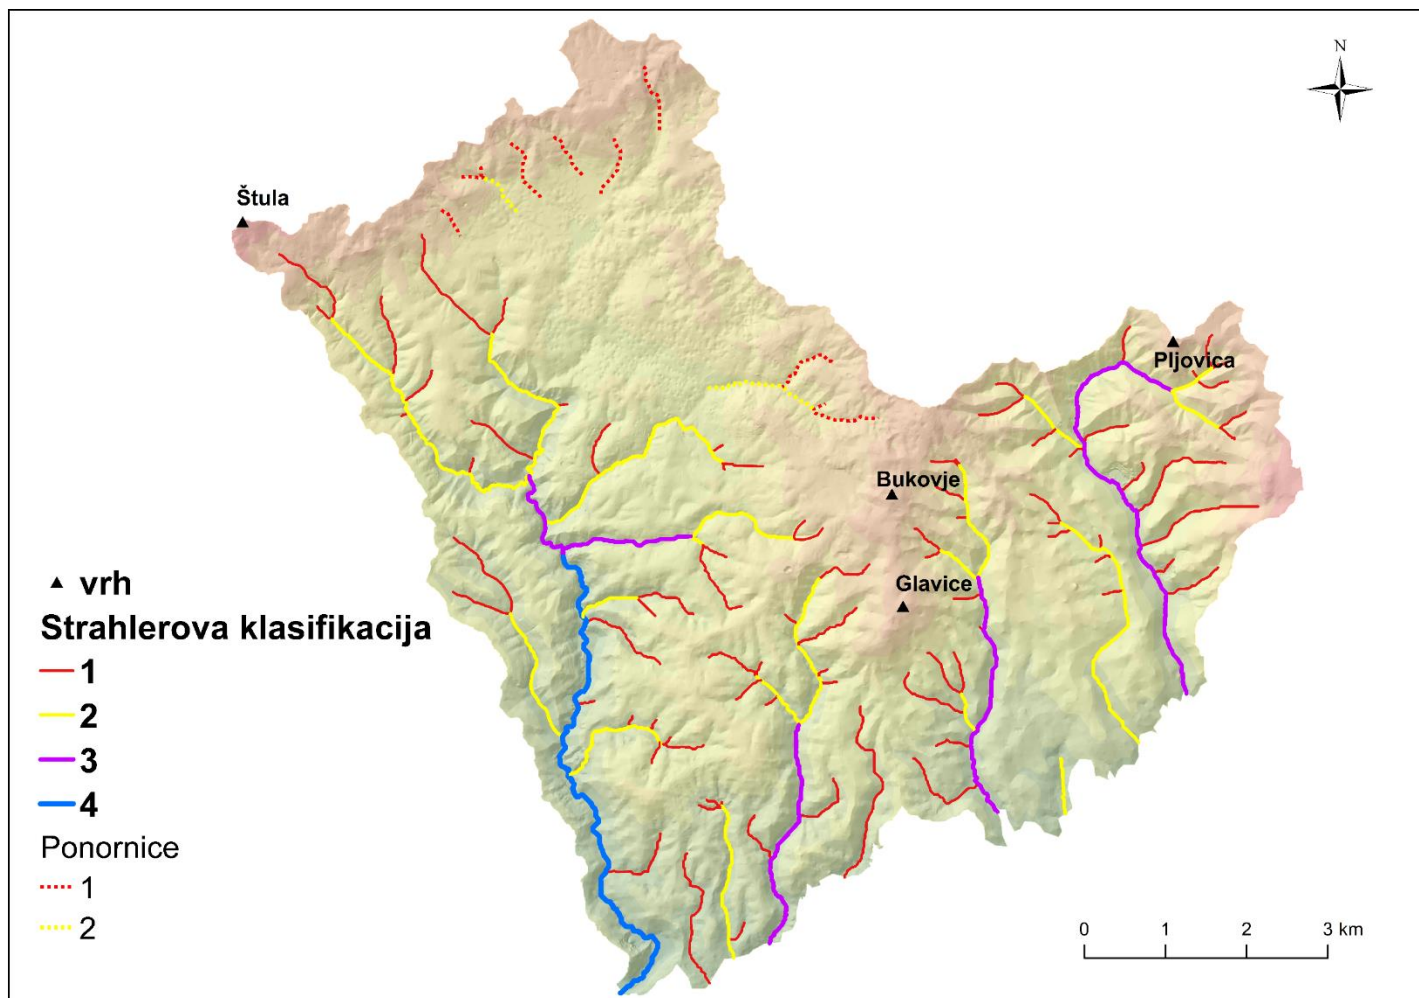 N
Štula
Pljovica
Bukovje
Glavice
vrh
Strahlerova klasifikacija
1
2
3
4
Ponornice
1
2
0 1 2 3 km